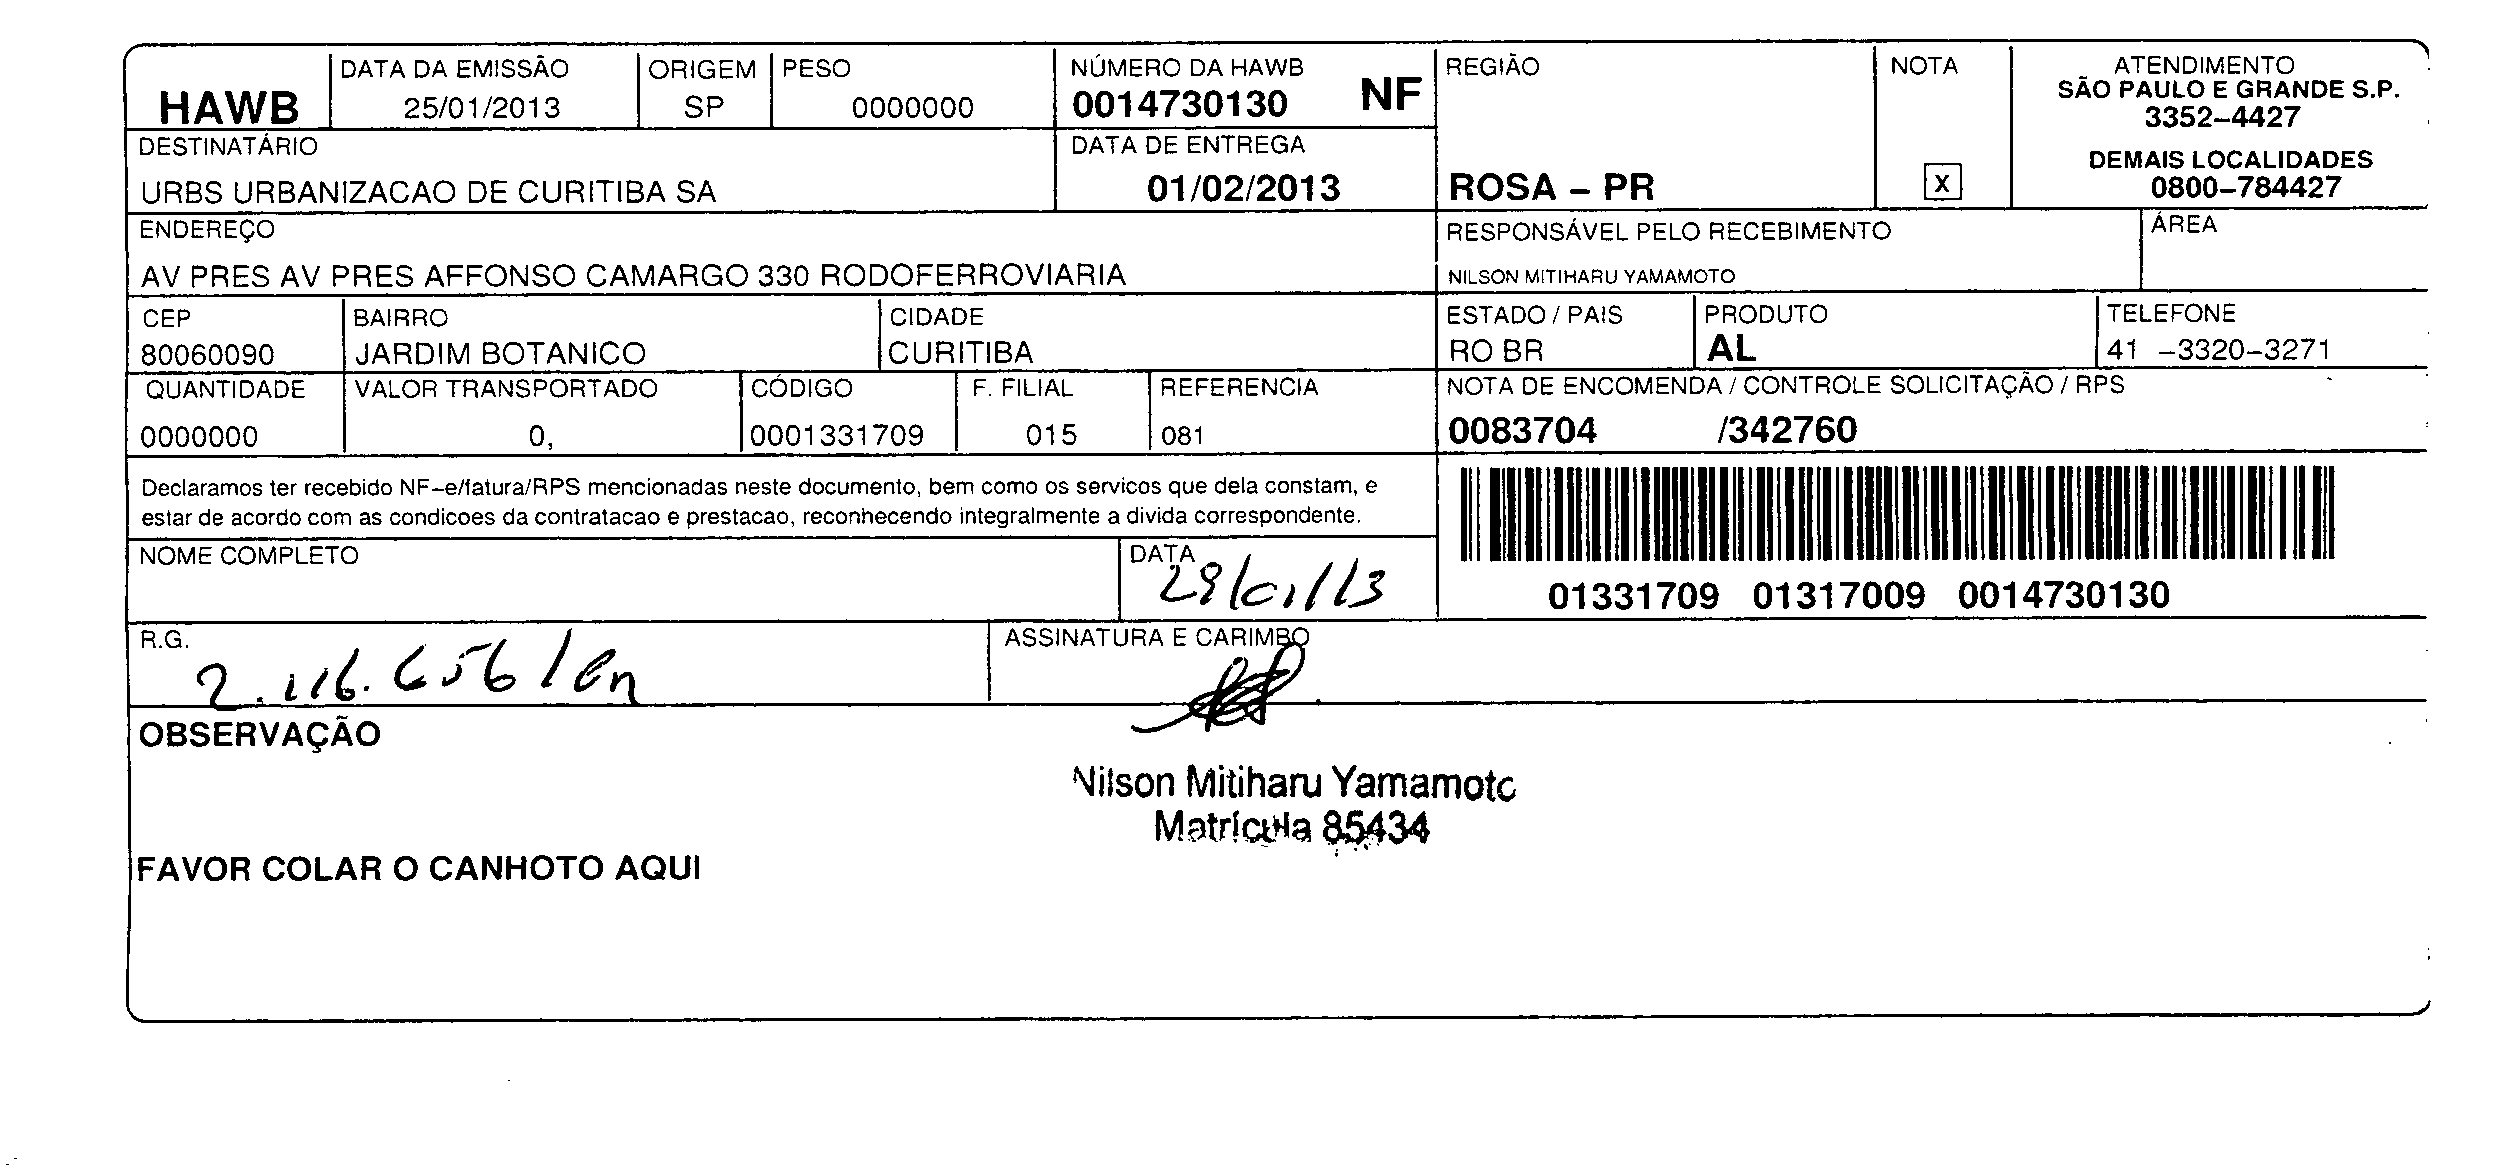 HAWB
DATA DA EMISSÃO
25/01/2013
ORIGEM
SP
PESO
0000000
NÚMERO DA HAWB
0014730130 NF
REGIÃO
ROSA – PR
NOTA
X
ATENDIMENTO
SÃO PAULO E GRANDE S.P.
3352–4427
DEMAIS LOCALIDADES
0800–784427
DESTINATÁRIO
URBS URBANIZACAO DE CURITIBA SA
DATA DE ENTREGA
01/02/2013
ENDEREÇO
AV PRES AV PRES AFFONSO CAMARGO 330 RODOFERROVIARIA
RESPONSÁVEL PELO RECEBIMENTO
NILSON MITIHARU YAMAMOTO
ÁREA
CEP
80060090
BAIRRO
JARDIM BOTANICO
CIDADE
CURITIBA
ESTADO / PAIS
RO BR
PRODUTO
AL
TELEFONE
41 –3320–3271
QUANTIDADE
0000000
VALOR TRANSPORTADO
0,
CÓDIGO
0001331709
F. FILIAL
015
REFERENCIA
081
NOTA DE ENCOMENDA / CONTROLE SOLICITAÇÃO / RPS
0083704 /342760
Declaramos ter recebido NF–e/fatura/RPS mencionadas neste documento, bem como os servicos que dela constam, e
estar de acordo com as condicoes da contratacao e prestacao, reconhecendo integralmente a divida correspondente.
01331709 01317009 0014730130
NOME COMPLETO
DATA
29/01/13
R.G.
2.116.656
ASSINATURA E CARIMBO
OBSERVAÇÃO
Nilson Mitiharu Yamamoto
Matrícula 85434
FAVOR COLAR O CANHOTO AQUI